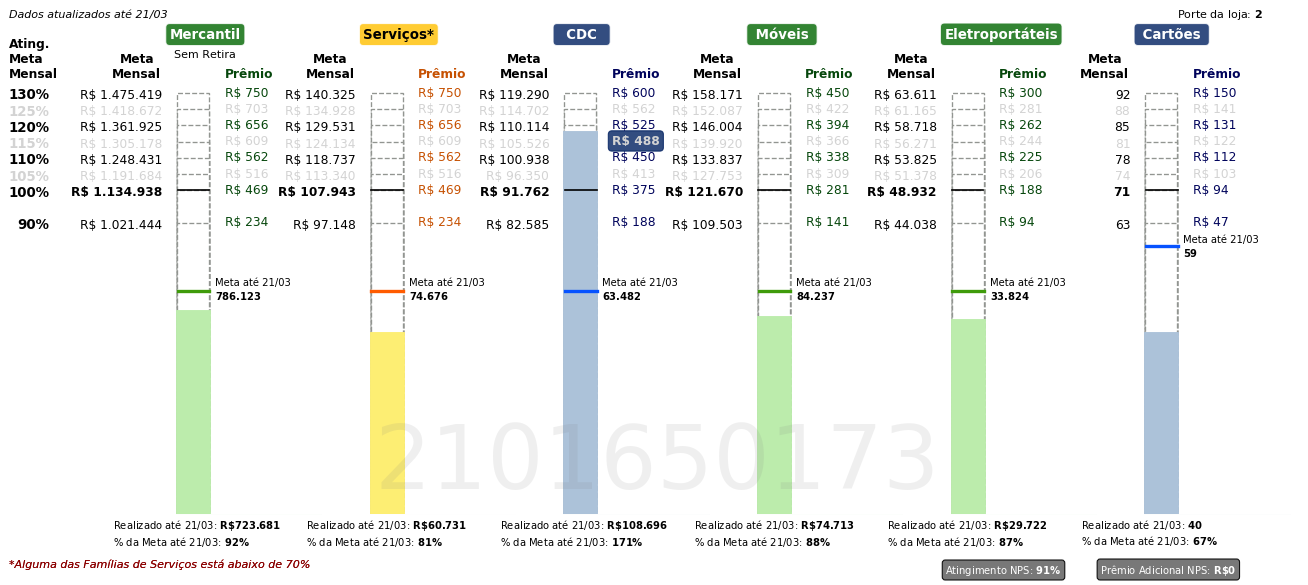 Dados atualizados até 21/03
Porte da loja: 2
Mercantil Serviços* CDC Móveis Eletroportáteis Cartões
Sem Retira
Ating. Meta Mensal
Meta Mensal Prêmio Meta Mensal Prêmio Meta Mensal Prêmio Meta Mensal Prêmio Meta Mensal Prêmio Meta Mensal Prêmio
130% R$ 1.475.419 R$ 750 R$ 140.325 R$ 750 R$ 119.290 R$ 600 R$ 158.171 R$ 450 R$ 63.611 R$ 300 92 R$ 150
125% R$ 1.418.672 R$ 703 R$ 134.928 R$ 703 R$ 114.702 R$ 562 R$ 152.087 R$ 422 R$ 61.165 R$ 281 88 R$ 141
120% R$ 1.361.925 R$ 656 R$ 129.531 R$ 656 R$ 110.114 R$ 525 R$ 146.004 R$ 394 R$ 58.718 R$ 262 85 R$ 131
115% R$ 1.305.178 R$ 609 R$ 124.134 R$ 609 R$ 105.526 R$ 488 R$ 139.920 R$ 366 R$ 56.271 R$ 244 81 R$ 122
110% R$ 1.248.431 R$ 562 R$ 118.737 R$ 562 R$ 100.938 R$ 450 R$ 133.837 R$ 338 R$ 53.825 R$ 225 78 R$ 112
105% R$ 1.191.684 R$ 516 R$ 113.340 R$ 516 R$ 96.350 R$ 413 R$ 127.753 R$ 309 R$ 51.378 R$ 206 74 R$ 103
100% R$ 1.134.938 R$ 469 R$ 107.943 R$ 469 R$ 91.762 R$ 375 R$ 121.670 R$ 281 R$ 48.932 R$ 188 71 R$ 94
90% R$ 1.021.444 R$ 234 R$ 97.148 R$ 234 R$ 82.585 R$ 188 R$ 109.503 R$ 141 R$ 44.038 R$ 94 63 R$ 47
Meta até 21/03
59
Meta até 21/03 Meta até 21/03 Meta até 21/03 Meta até 21/03 Meta até 21/03
786.123 74.676 63.482 84.237 33.824
2101650173
Realizado até 21/03: R$723.681 Realizado até 21/03: R$60.731 Realizado até 21/03: R$108.696 Realizado até 21/03: R$74.713 Realizado até 21/03: R$29.722 Realizado até 21/03: 40
% da Meta até 21/03: 92% % da Meta até 21/03: 81% % da Meta até 21/03: 171% % da Meta até 21/03: 88% % da Meta até 21/03: 87% % da Meta até 21/03: 67%
*Alguma das Famílias de Serviços está abaixo de 70%
Atingimento NPS: 91% Prêmio Adicional NPS: R$0